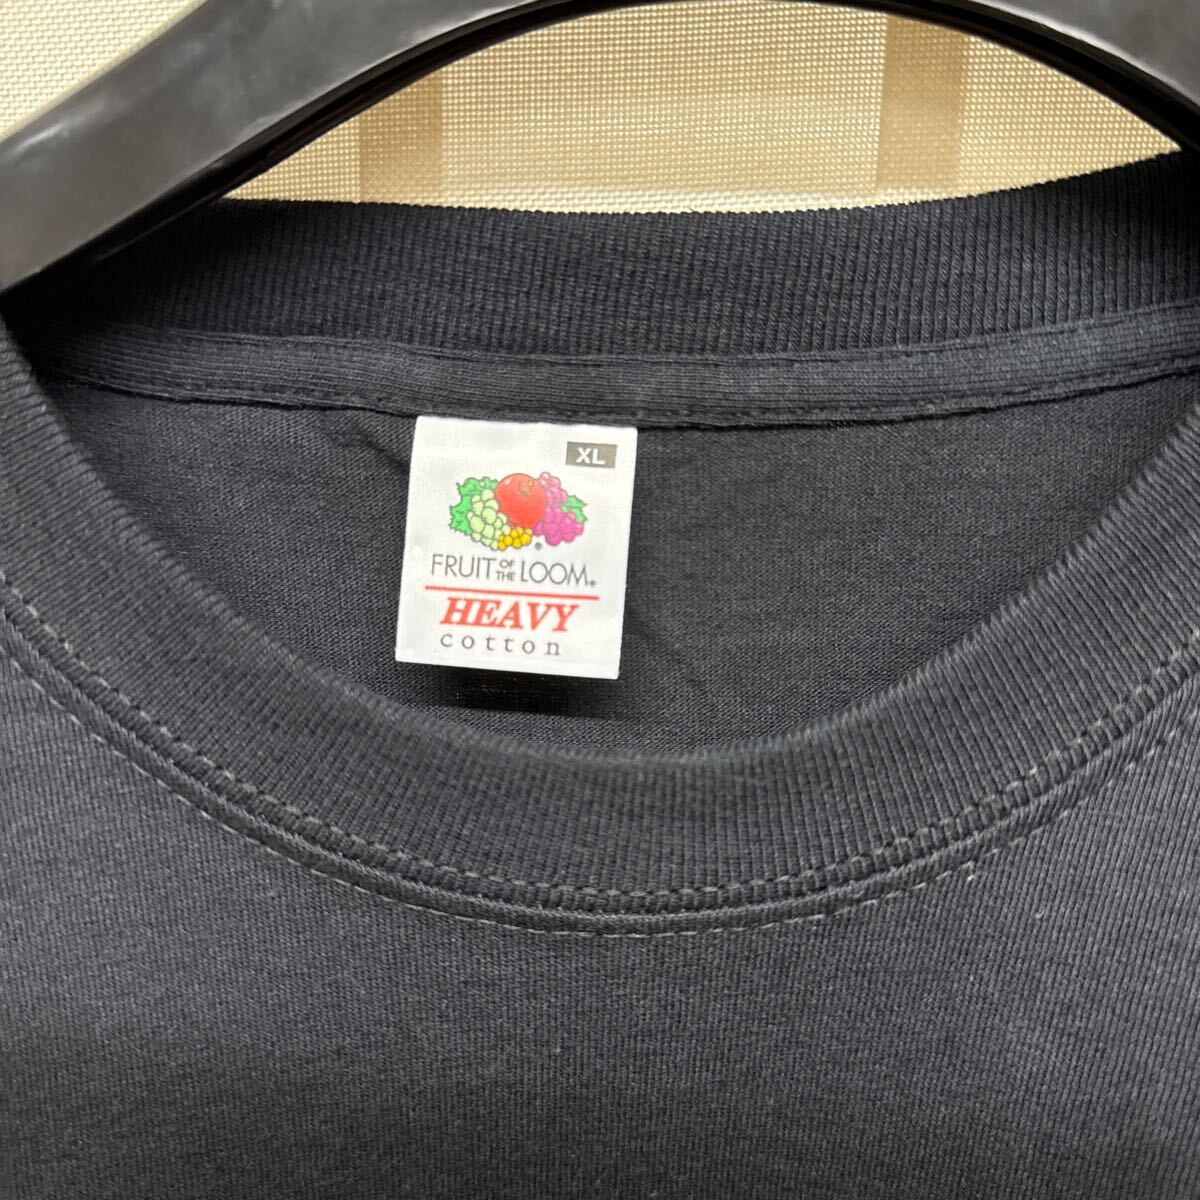 XL
FRUIT OF THE LOOM®
HEAVY
cotton